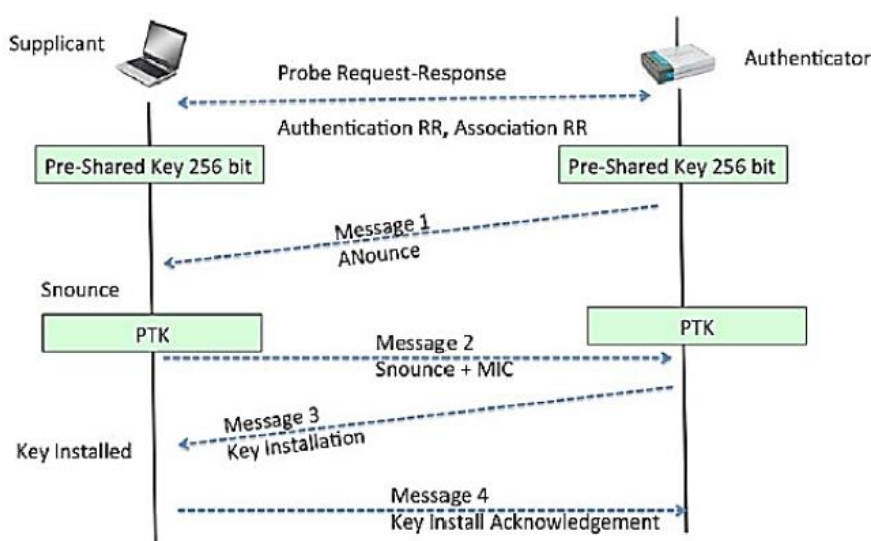 Supplicant
Authenticator
Probe Request-Response
Authentication RR, Association RR
Pre-Shared Key 256 bit
Pre-Shared Key 256 bit
Message 1
ANounce
Snounce
PTK
PTK
Message 2
Snounce + MIC
Message 3
Key Installation
Key Installed
Message 4
Key Install Acknowledgement